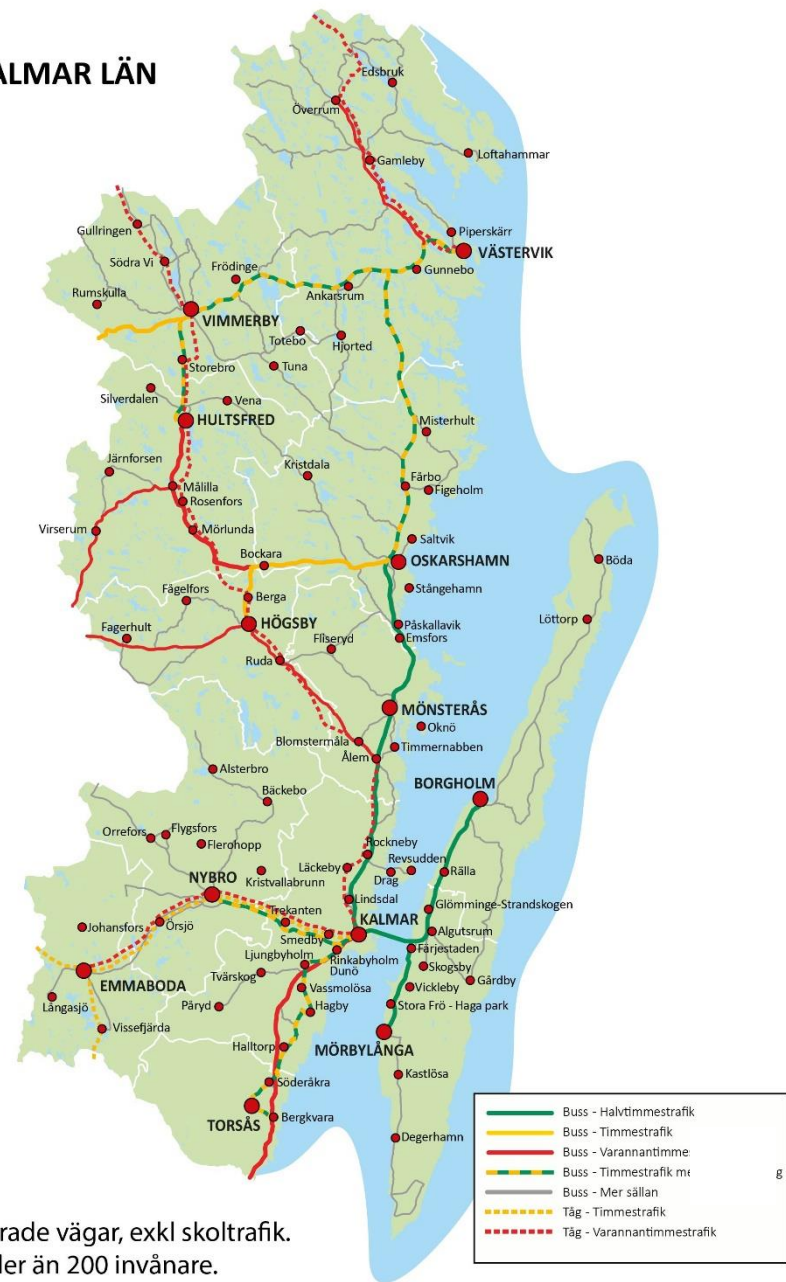 ALMAR LÄN
Edsbruk
Överrum
Gamleby
Loftahammar
Gullringen
Piperskärr
VÄSTERVIK
Södra Vi
Frödinge
Gunnebo
Rumskulla
Ankarsrum
VIMMERBY
Totebo
Hjorted
Storebro
Tuna
Silverdalen
Vena
HULTSFRED
Misterhult
Järnforsen
Kristdala
Målilla
Fårbo
Rosenfors
Figeholm
Virserum
Mörlunda
Saltvik
Bockara
OSKARSHAMN
Böda
Fågelfors
Berga
Stångehamn
Löttorp
Fagerhult
HÖGSBY
Påskallavik
Fliseryd
Emsfors
Ruda
MÖNSTERÅS
Oknö
Blomstermåla
Timmernabben
Ålem
Alsterbro
BORGHOLM
Bäckebo
Orrefors
Flygsfors
Flerohopp
Rockneby
Revsudden
Läckeby
Rälla
NYBRO
Kristvallabrunn
Drag
Lindsdal
Glömminge-Strandskogen
Trekanten
KALMAR
Johansfors
Örsjö
Smedby
Algutsrum
Ljungbyholm
Rinkabyholm
Färjestaden
Dunö
EMMABODA
Tvärskog
Skogsby
Gårdby
Vassmolösa
Vickleby
Långasjö
Påryd
Hagby
Stora Frö - Haga park
Vissefjärda
Halltorp
MÖRBYLÅNGA
Kastlösa
Söderåkra
TORSÅS
Bergkvara
Degerhamn
Buss - Halvtimmestrafik
Buss - Timmestrafik
Buss - Varannantimme
Buss - Timmestrafik me g
Buss - Mer sällan
Tåg - Timmestrafik
Tåg - Varannantimmestrafik
rade vägar, exkl skoltrafik.
ler än 200 invånare.